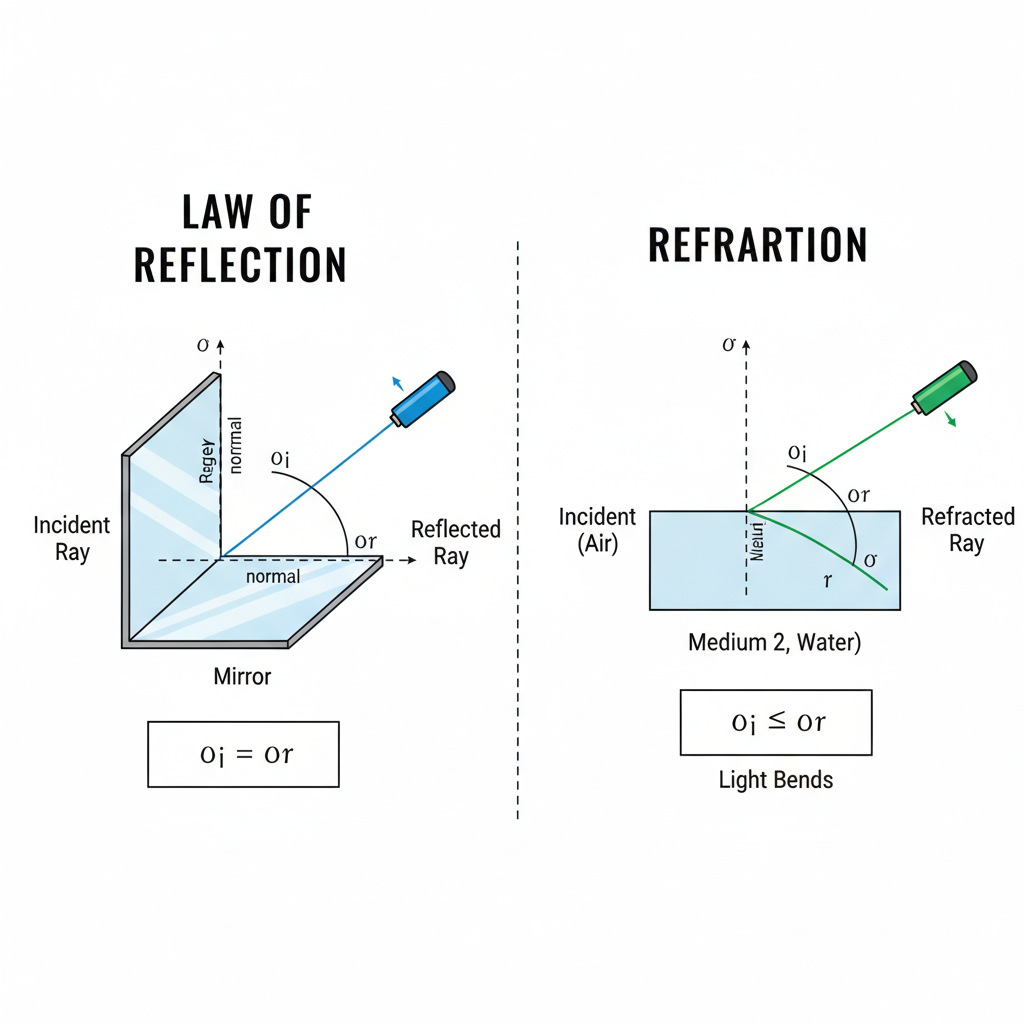 LAW OF
REFLECTION
σ
Regey
normal
oi
or
Incident
Ray
Reflected
Ray
normal
Mirror
oi = or
REFRARTION
σ
oi
or
Incident
(Air)
Refracted
Ray
σ
r
Medium 2, Water)
oi ≤ or
Light Bends